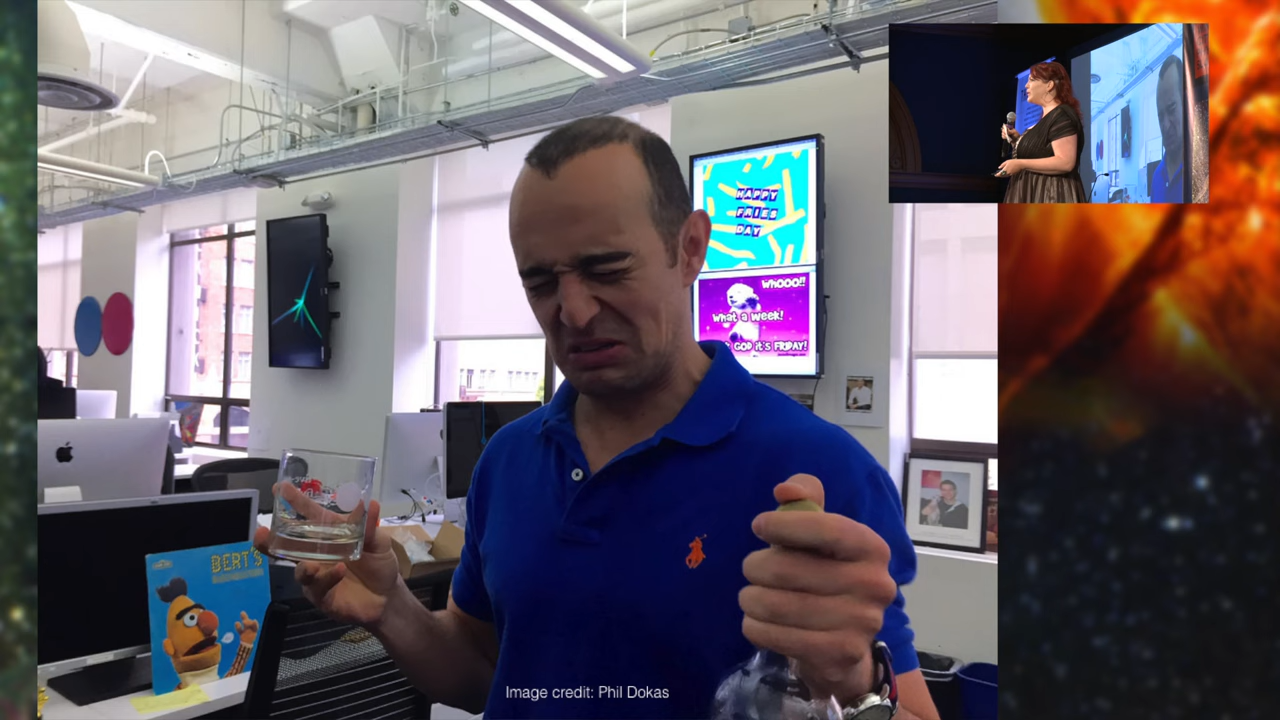 HAPPY
FRIES
DAY
WHOOO!!
What a week!
GOD it's FRIDAY!
BERT'S
Image credit: Phil Dokas